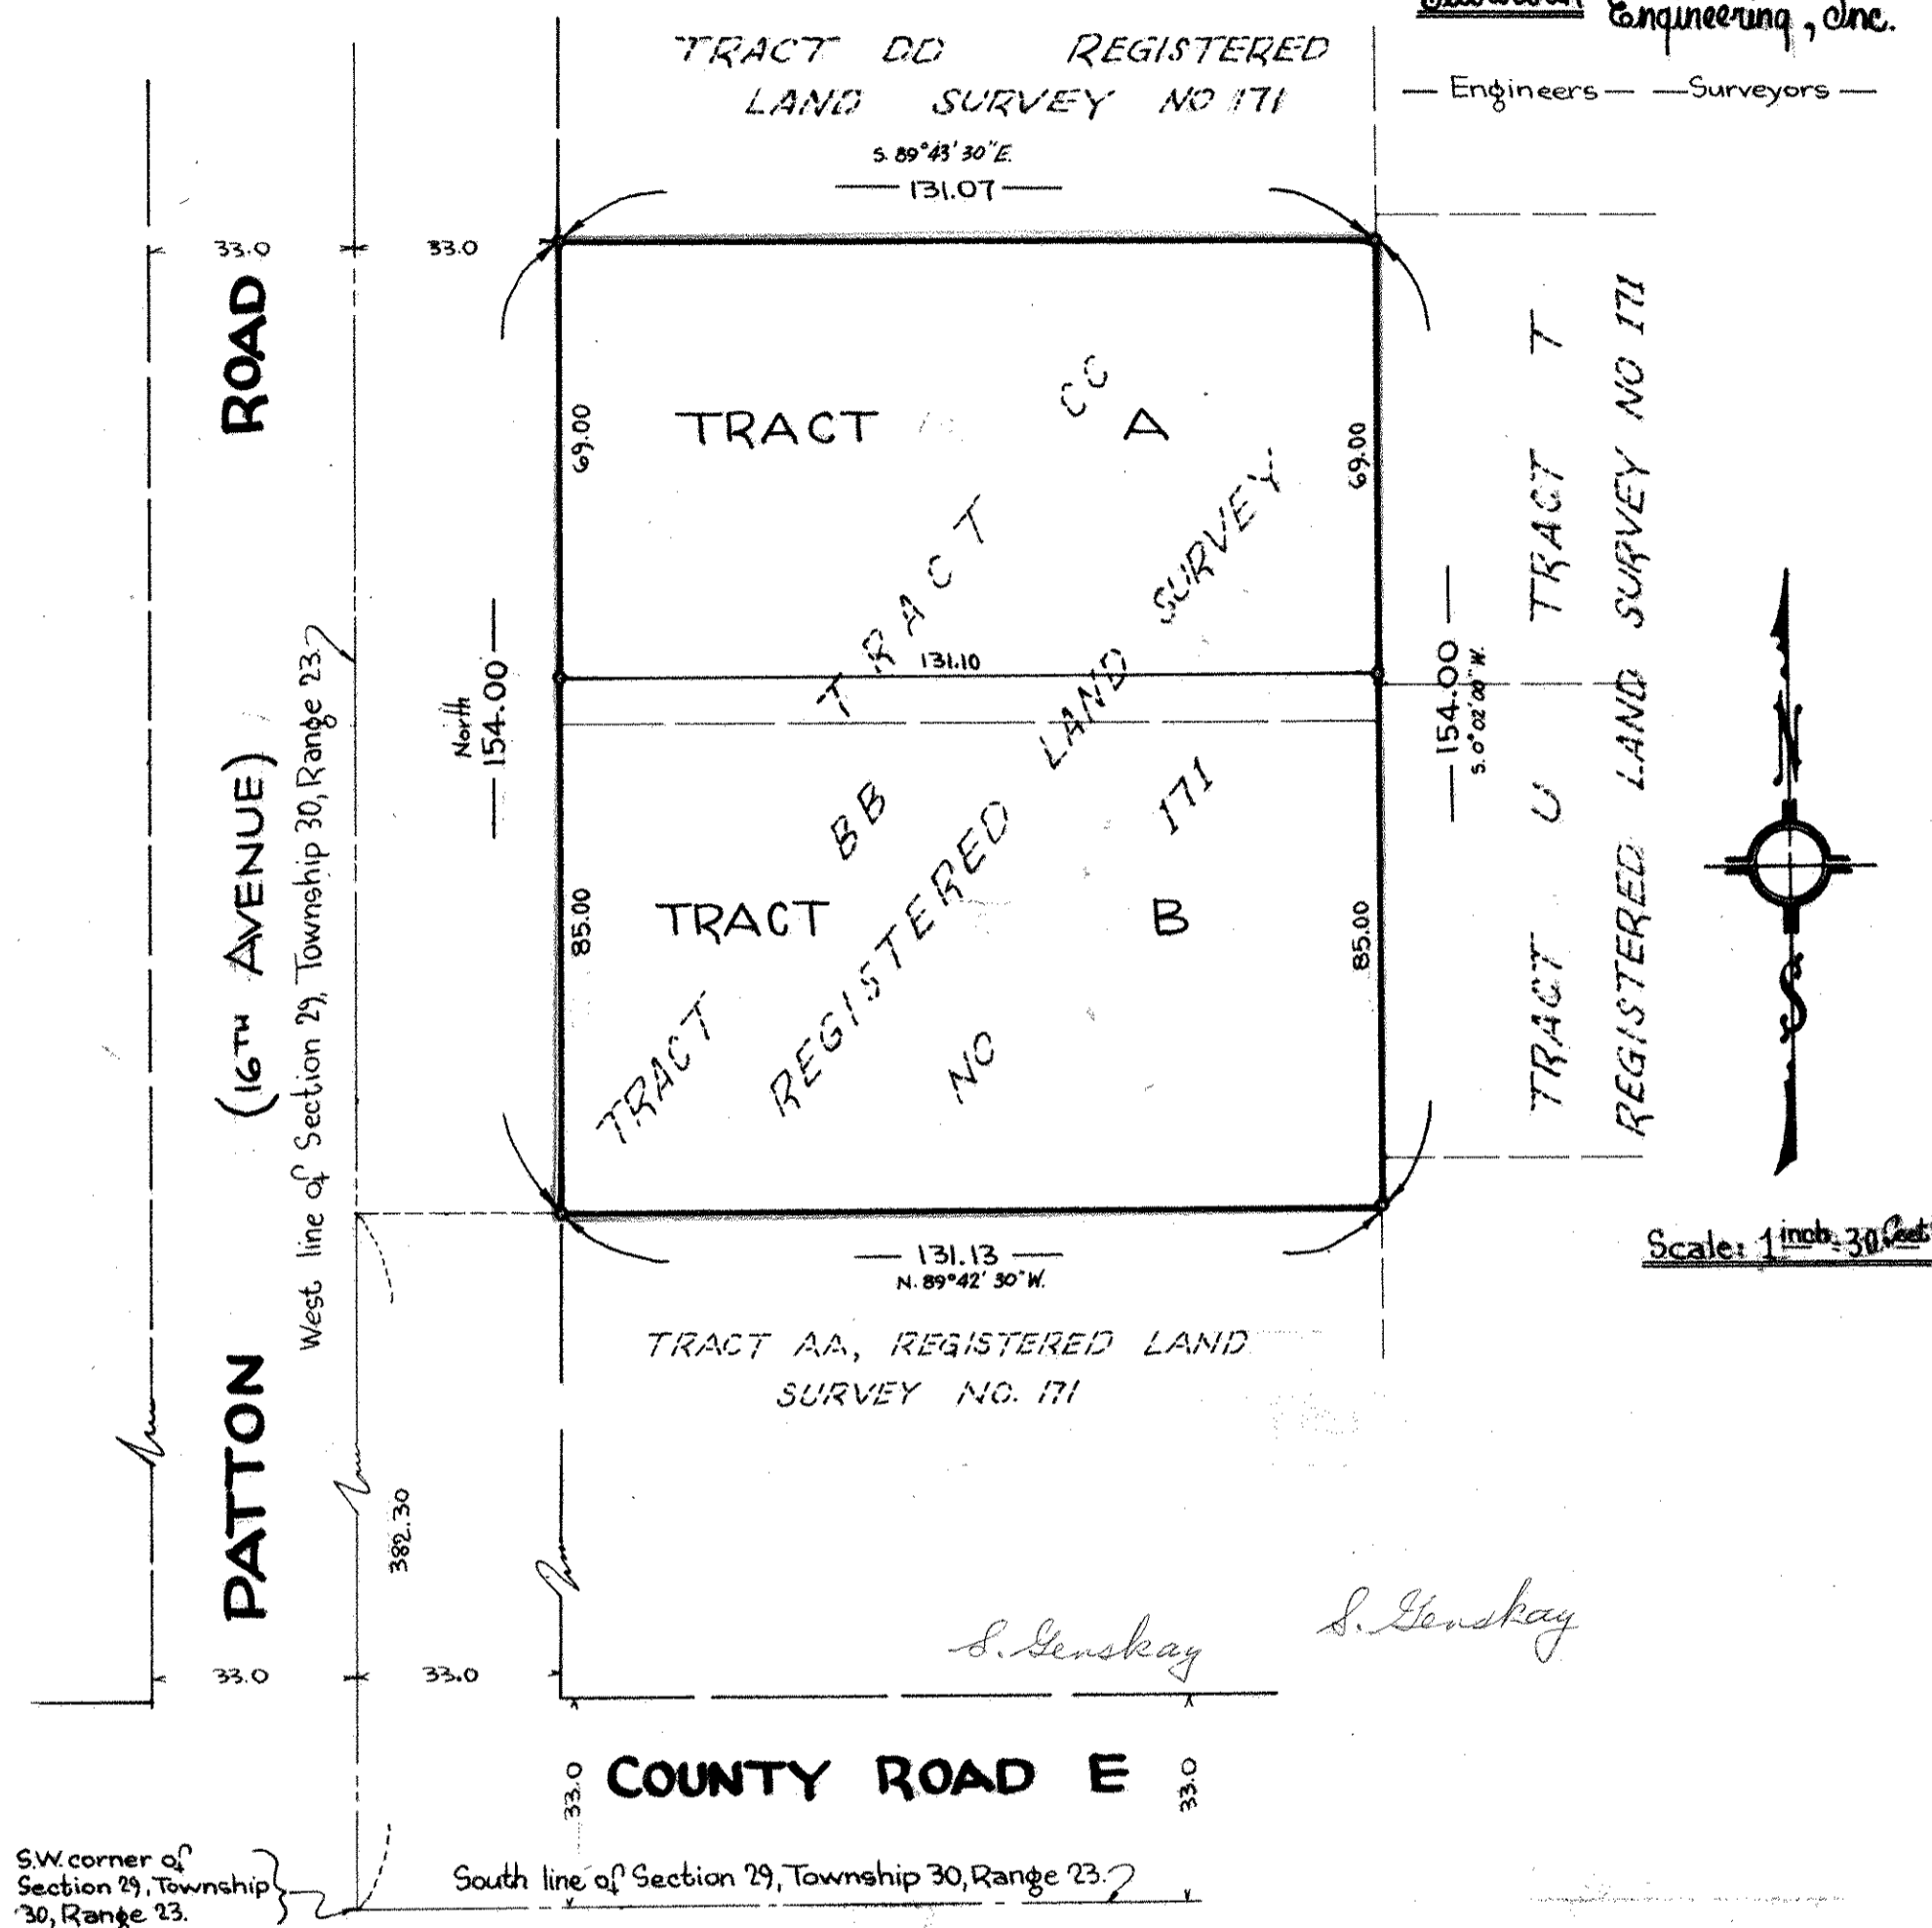 Engineering, Inc.
— Engineers — — Surveyors —
TRACT DD REGISTERED
LAND SURVEY NO 171
S. 89°43'30"E.
131.07
33.0
33.0
ROAD
(16TH AVENUE)
PATTON
West line of Section 29, Township 30, Range 23.
North
154.00
69.00
TRACT A
69.00
CC
TRACT
131.10
85.00
TRACT B
85.00
TRACT BB
REGISTERED LAND SURVEY
NO 171
154.00
S. 0°02'00"W.
TRACT U TRACT T
REGISTERED LAND SURVEY NO 171
N
S
Scale: 1 inch = 30 feet
131.13
N. 89°42'30"W.
TRACT AA, REGISTERED LAND
SURVEY NO. 171
382.30
S. Genskay
S. Genskay
33.0
33.0
33.0
COUNTY ROAD E
33.0
S.W. corner of
Section 29, Township
30, Range 23.
South line of Section 29, Township 30, Range 23.